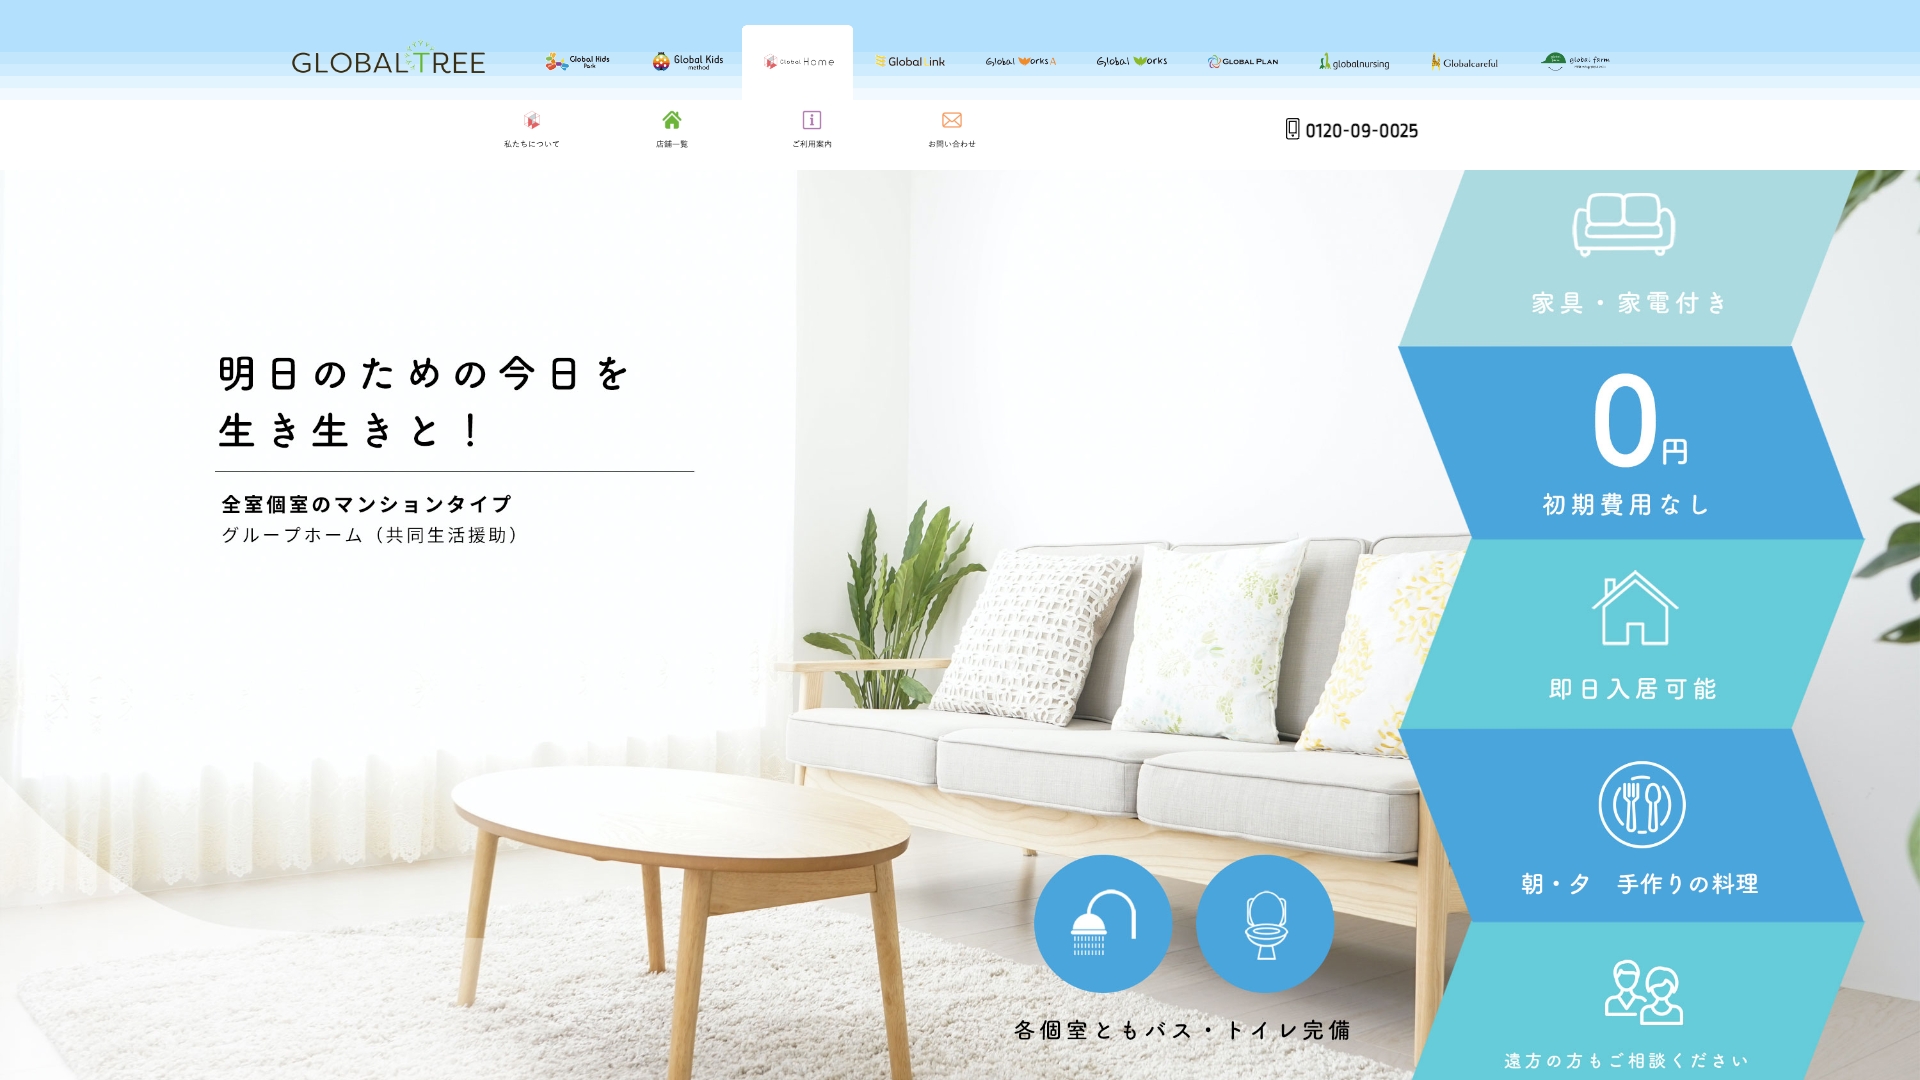 GLOBAL TREE
Global Kids Park
Global Kids method
Global Home
Global Link
Global Works A
Global Works
GLOBAL PLAN
globalnursing
Globalcareful
global farm
私たちについて
店舗一覧
ご利用案内
お問い合わせ
0120-09-0025
明日のための今日を
生き生きと！
全室個室のマンションタイプ
グループホーム（共同生活援助）
家具・家電付き
0円
初期費用なし
即日入居可能
朝・夕　手作りの料理
遠方の方もご相談ください
各個室ともバス・トイレ完備